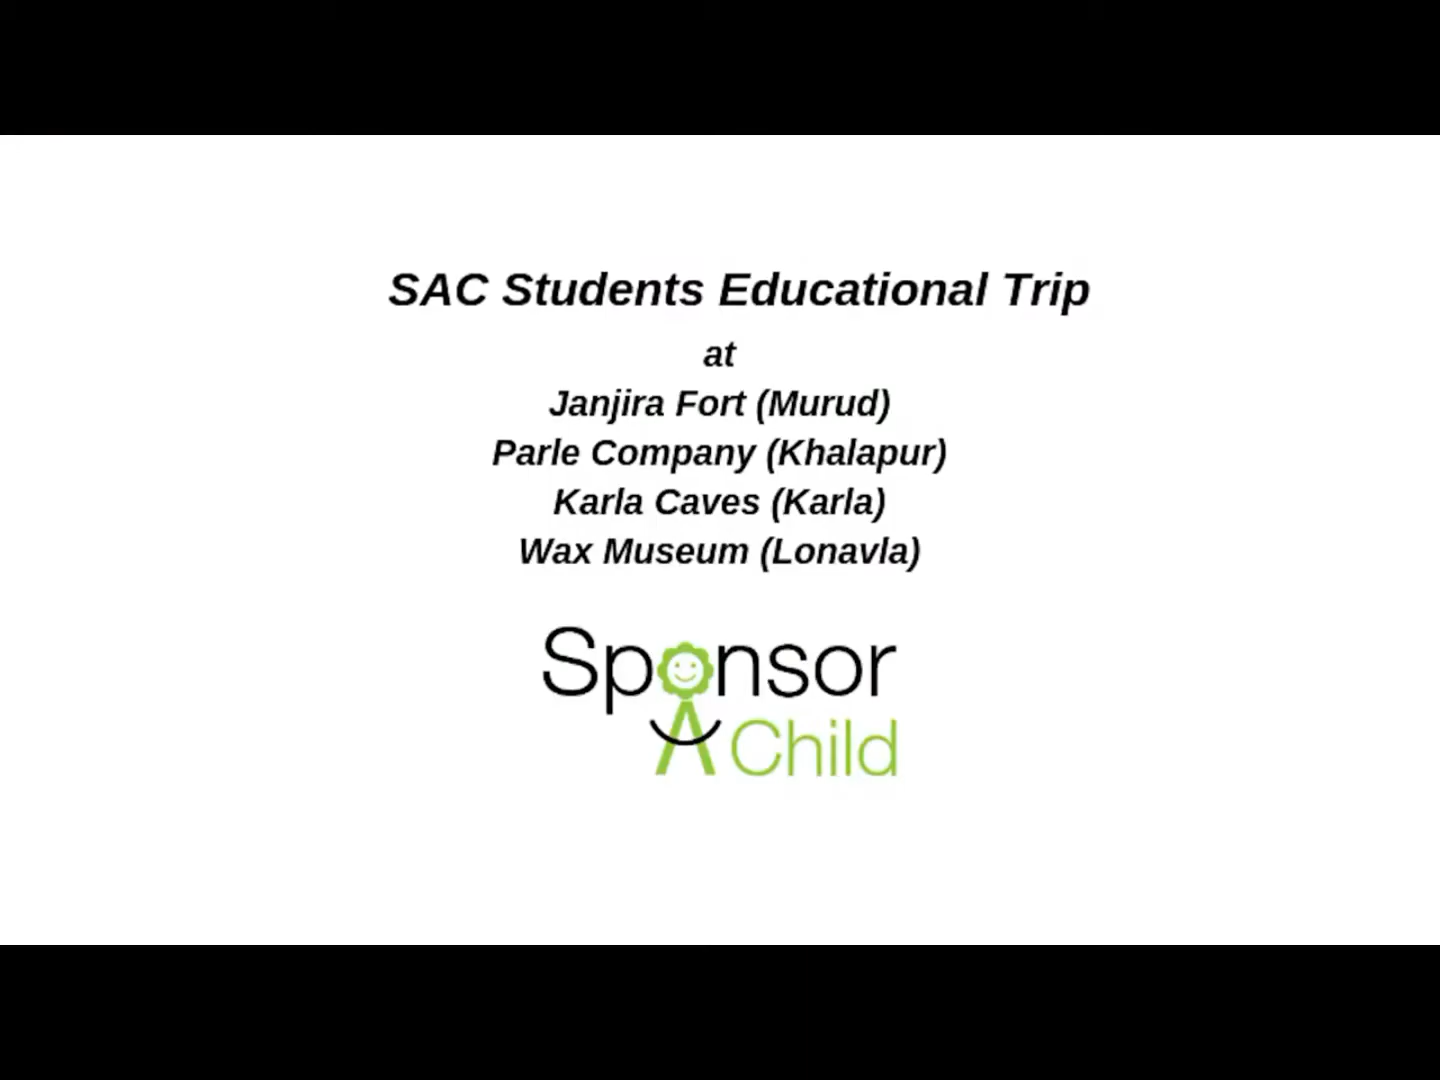 SAC Students Educational Trip
at
Janjira Fort (Murud)
Parle Company (Khalapur)
Karla Caves (Karla)
Wax Museum (Lonavla)
Sponsor
A Child